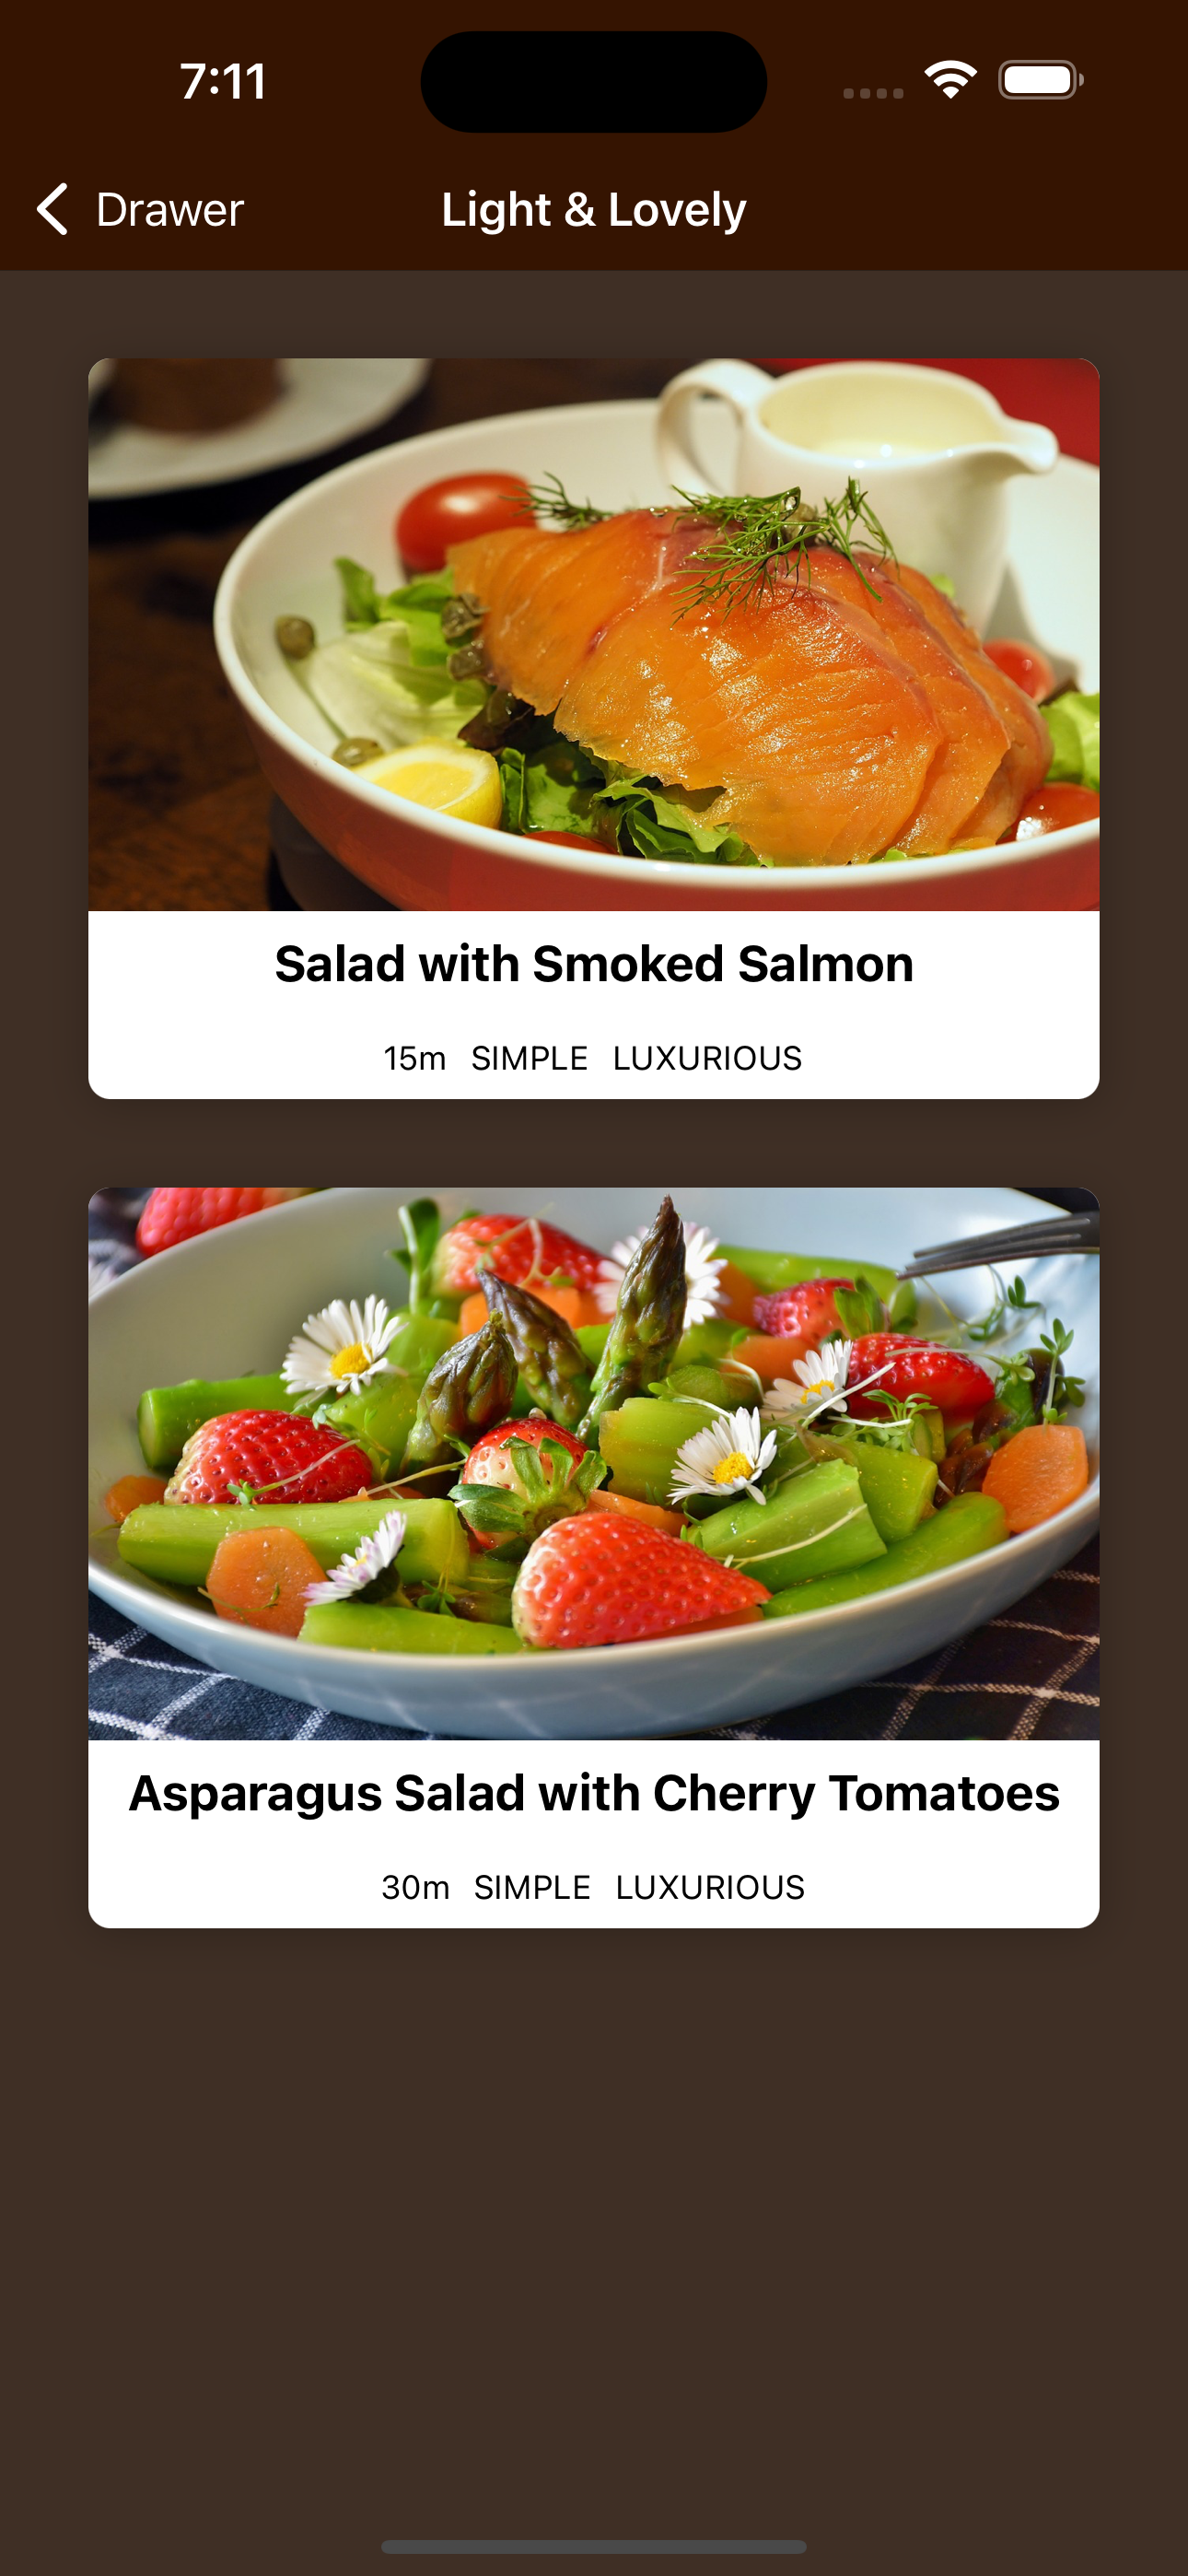 7:11
Drawer
Light & Lovely
Salad with Smoked Salmon
15m SIMPLE LUXURIOUS
Asparagus Salad with Cherry Tomatoes
30m SIMPLE LUXURIOUS